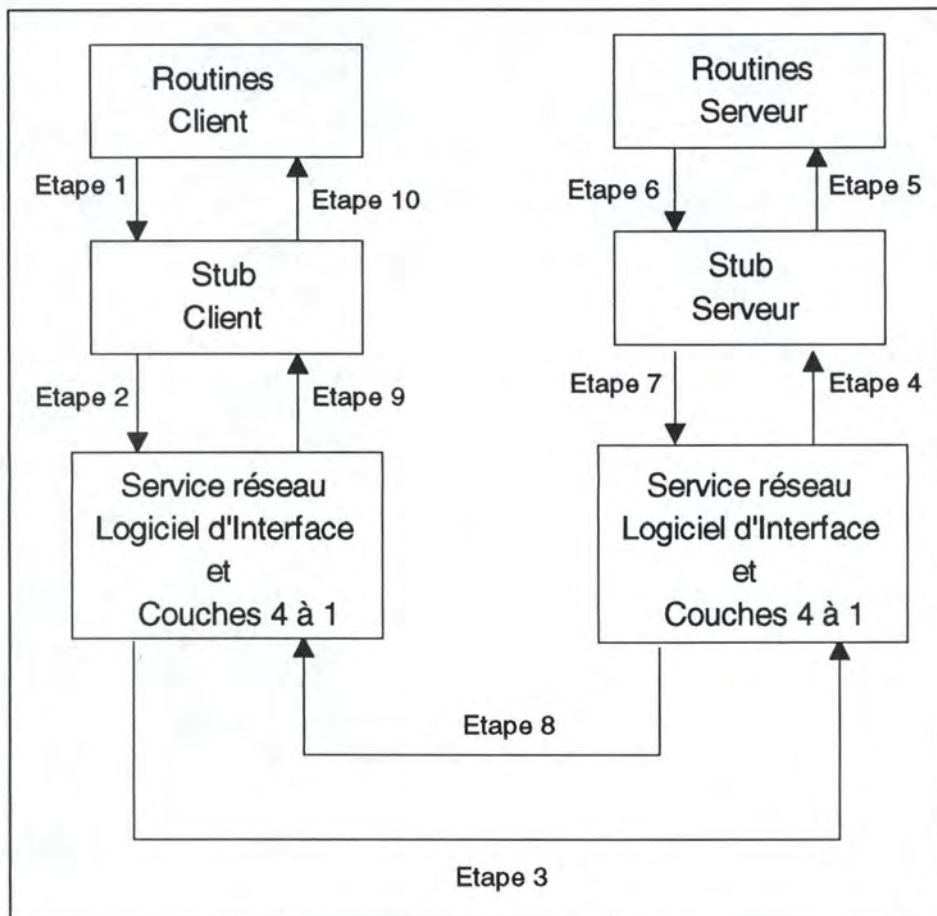 Routines
Client
Routines
Serveur
Etape 1
Etape 10
Etape 6
Etape 5
Stub
Client
Stub
Serveur
Etape 2
Etape 9
Etape 7
Etape 4
Service réseau
Logiciel d'Interface
et
Couches 4 à 1
Service réseau
Logiciel d'Interface
et
Couches 4 à 1
Etape 8
Etape 3